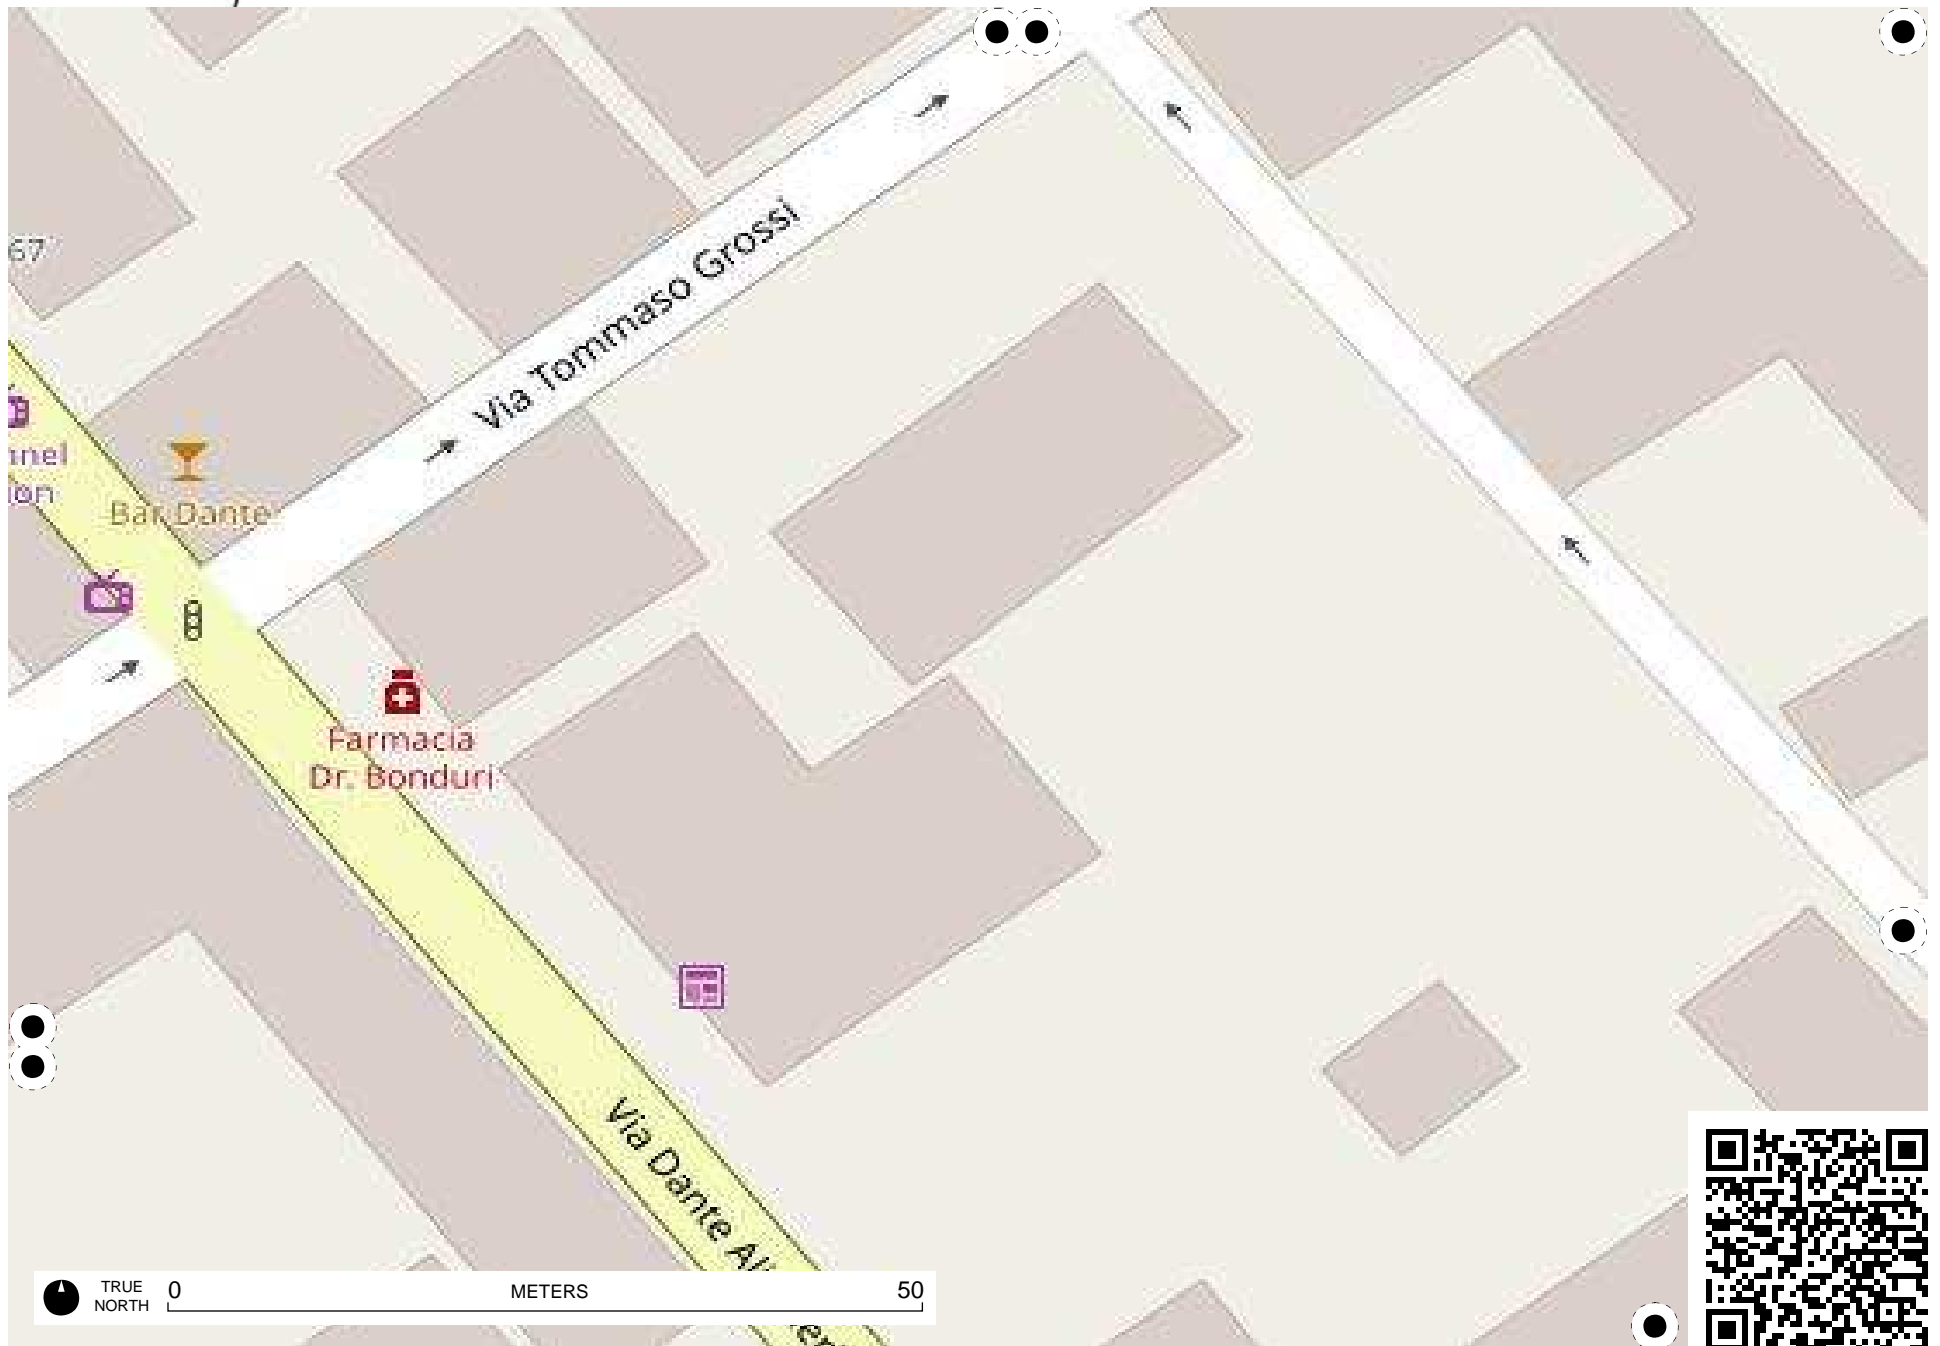 67
Via Tommaso Grossi
Bar Dante
Farmacia
Dr. Bonduri
Via Dante
TRUE
NORTH
0
METERS
50